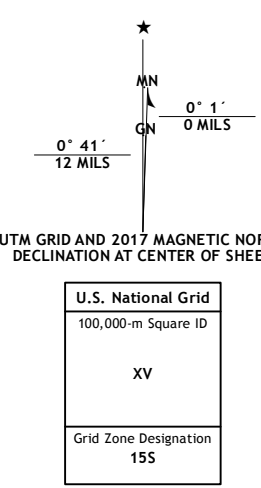 ★
MN
GN
0° 1´
0 MILS
0° 41´
12 MILS
UTM GRID AND 2017 MAGNETIC NOR
DECLINATION AT CENTER OF SHEE
U.S. National Grid
100,000-m Square ID
XV
Grid Zone Designation
15S